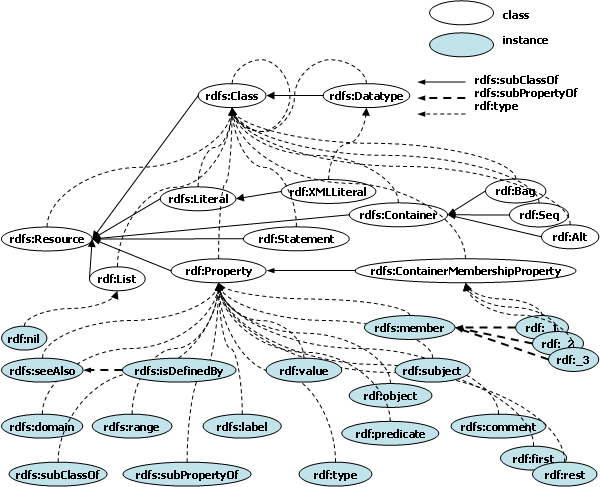 class
instance
rdfs:subClassOf
rdfs:subPropertyOf
rdf:type
rdfs:Class
rdfs:Datatype
rdfs:Literal
rdf:XMLLiteral
rdf:Bag
rdfs:Container
rdf:Seq
rdfs:Resource
rdf:Statement
rdf:Alt
rdf:List
rdf:Property
rdfs:ContainerMembershipProperty
rdf:nil
rdfs:member
rdf:_1
rdf:_2
rdf:_3
rdfs:seeAlso
rdfs:isDefinedBy
rdf:value
rdf:subject
rdf:object
rdfs:domain
rdfs:range
rdfs:label
rdf:predicate
rdfs:comment
rdf:first
rdfs:subClassOf
rdfs:subPropertyOf
rdf:type
rdf:rest